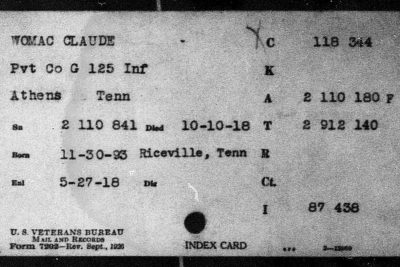 WOMAC CLAUDE - X C 118 344
Pvt Co G 125 Inf K
Athens Tenn A 2 110 180 F
Sn 2 110 841 Died 10-10-18 T 2 912 140
Born 11-30-93 Riceville, Tenn R
Enl 5-27-18 Dis Ct.
I 87 438
U. S. VETERANS BUREAU
MAIL AND RECORDS
Form 7202—Rev. Sept., 1926 INDEX CARD